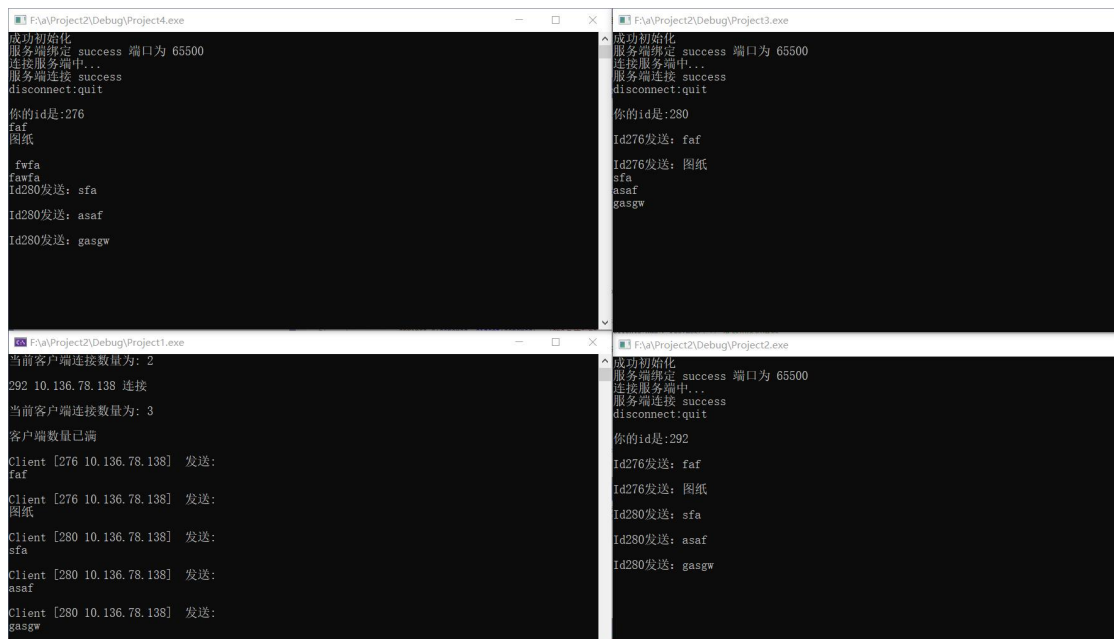 F:\a\Project2\Debug\Project4.exe
成功初始化
服务端绑定 success 端口为 65500
连接服务端中...
服务端连接 success
disconnect:quit
你的id是:276
faf
图纸
fwfa
fawfa
Id280发送: sfa
Id280发送: asaf
Id280发送: gasgw
F:\a\Project2\Debug\Project3.exe
成功初始化
服务端绑定 success 端口为 65500
连接服务端中...
服务端连接 success
disconnect:quit
你的id是:280
Id276发送: faf
Id276发送: 图纸
sfa
asaf
gasgw
F:\a\Project2\Debug\Project1.exe
当前客户端连接数量为: 2
292 10.136.78.138 连接
当前客户端连接数量为: 3
客户端数量已满
Client [276 10.136.78.138] 发送:
faf
Client [276 10.136.78.138] 发送:
图纸
Client [280 10.136.78.138] 发送:
sfa
Client [280 10.136.78.138] 发送:
asaf
Client [280 10.136.78.138] 发送:
gasgw
F:\a\Project2\Debug\Project2.exe
成功初始化
服务端绑定 success 端口为 65500
连接服务端中...
服务端连接 success
disconnect:quit
你的id是:292
Id276发送: faf
Id276发送: 图纸
Id280发送: sfa
Id280发送: asaf
Id280发送: gasgw